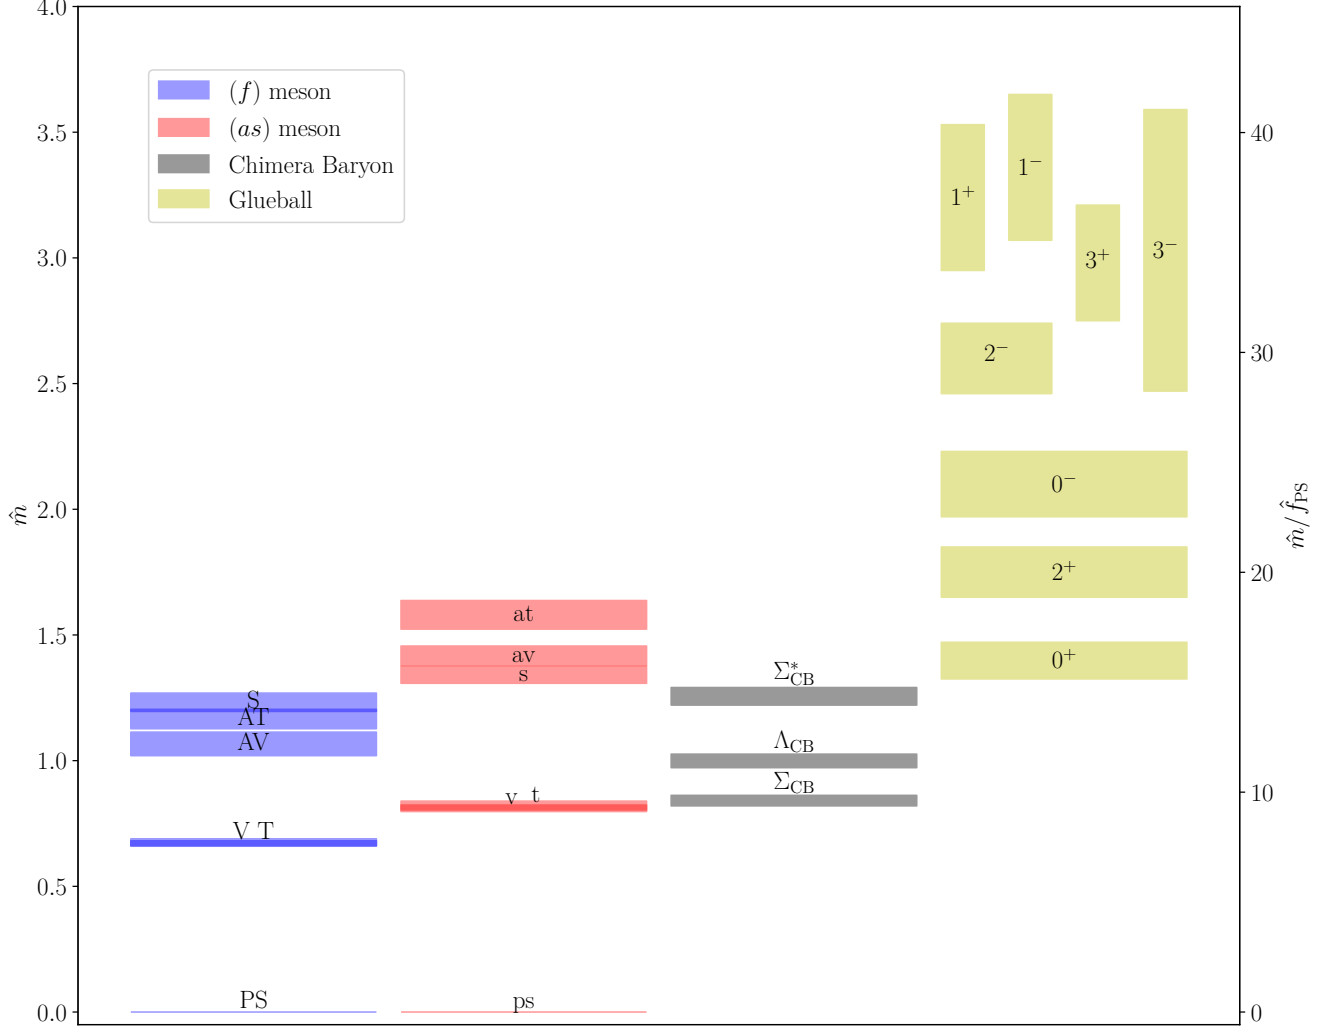 4.0
3.5
3.0
2.5
2.0
1.5
1.0
0.5
0.0
m̂
(f) meson
(as) meson
Chimera Baryon
Glueball
S
AT
AV
V T
PS
at
av
s
v t
ps
Σ*CB
ΛCB
ΣCB
1⁺
1⁻
3⁺
3⁻
2⁻
0⁻
2⁺
0⁺
40
30
20
10
0
m̂/f̂PS